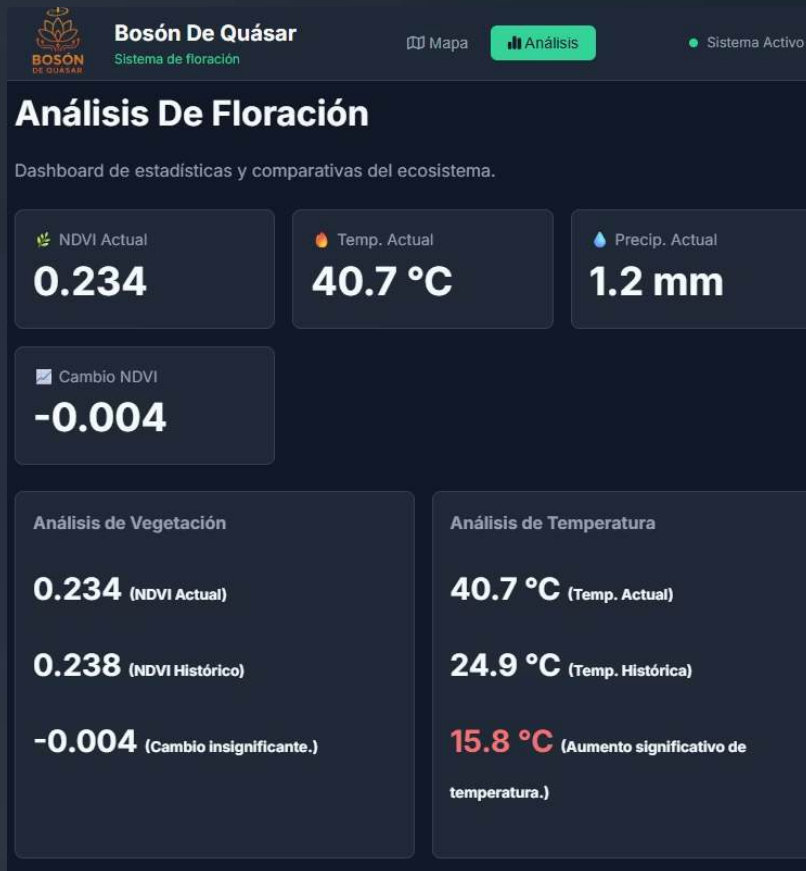 BOSÓN
DE QUASAR
Bosón De Quásar
Sistema de floración
Mapa
Análisis
Sistema Activo
Análisis De Floración
Dashboard de estadísticas y comparativas del ecosistema.
NDVI Actual
0.234
Temp. Actual
40.7 °C
Precip. Actual
1.2 mm
Cambio NDVI
-0.004
Análisis de Vegetación
0.234 (NDVI Actual)
0.238 (NDVI Histórico)
-0.004 (Cambio insignificante.)
Análisis de Temperatura
40.7 °C (Temp. Actual)
24.9 °C (Temp. Histórica)
15.8 °C (Aumento significativo de
temperatura.)